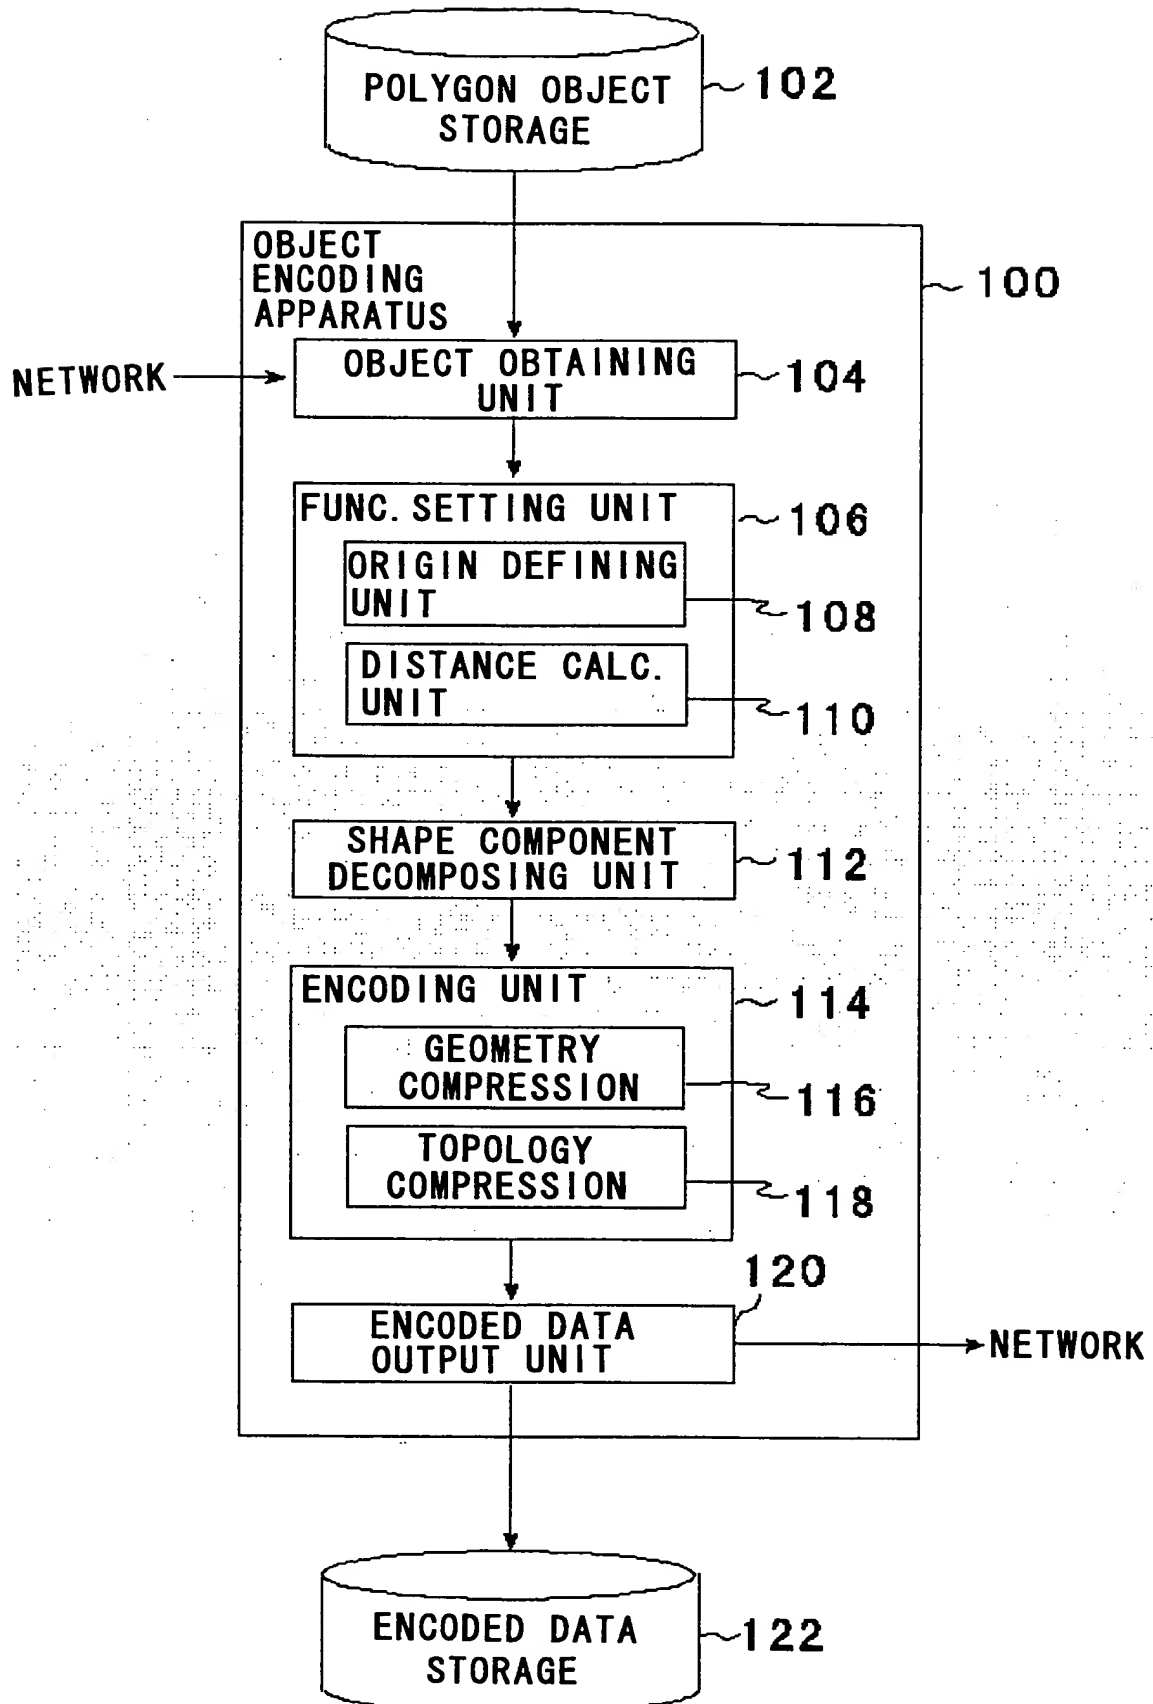 POLYGON OBJECT
STORAGE
102
OBJECT
ENCODING
APPARATUS
100
NETWORK
OBJECT OBTAINING
UNIT
104
FUNC. SETTING UNIT
106
ORIGIN DEFINING
UNIT
108
DISTANCE CALC.
UNIT
110
SHAPE COMPONENT
DECOMPOSING UNIT
112
ENCODING UNIT
114
GEOMETRY
COMPRESSION
116
TOPOLOGY
COMPRESSION
118
120
ENCODED DATA
OUTPUT UNIT
NETWORK
ENCODED DATA
STORAGE
122